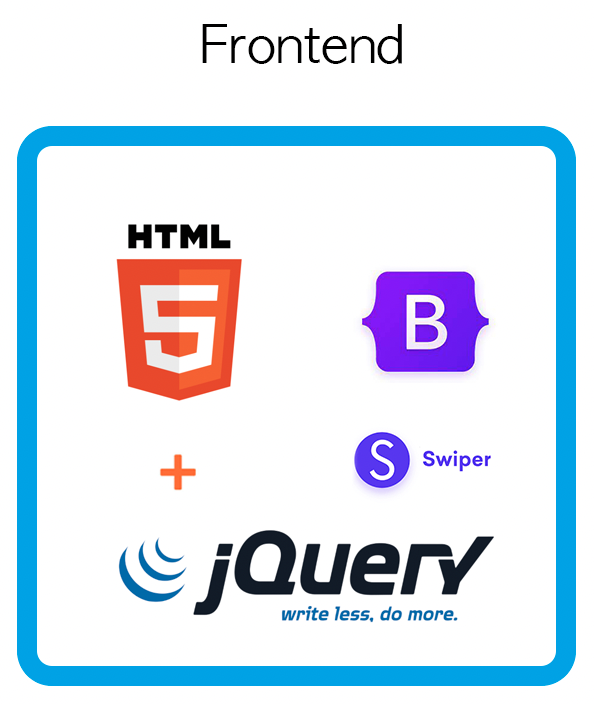 Frontend
HTML
5
B
+
S Swiper
jQuery
write less, do more.